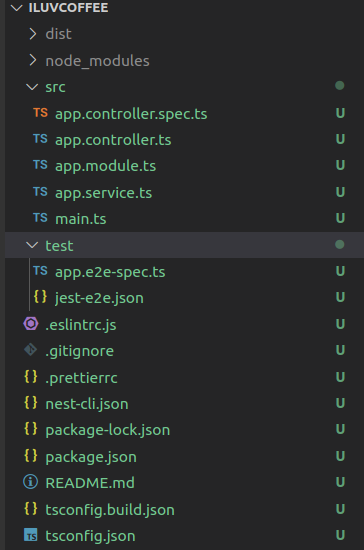 ILUVCOFFEE
dist
node_modules
src
TS app.controller.spec.ts U
TS app.controller.ts U
TS app.module.ts U
TS app.service.ts U
TS main.ts U
test
TS app.e2e-spec.ts U
{} jest-e2e.json U
.eslintrc.js U
.gitignore U
{} .prettierrc U
{} nest-cli.json U
{} package-lock.json U
{} package.json U
README.md U
{} tsconfig.build.json U
TS tsconfig.json U